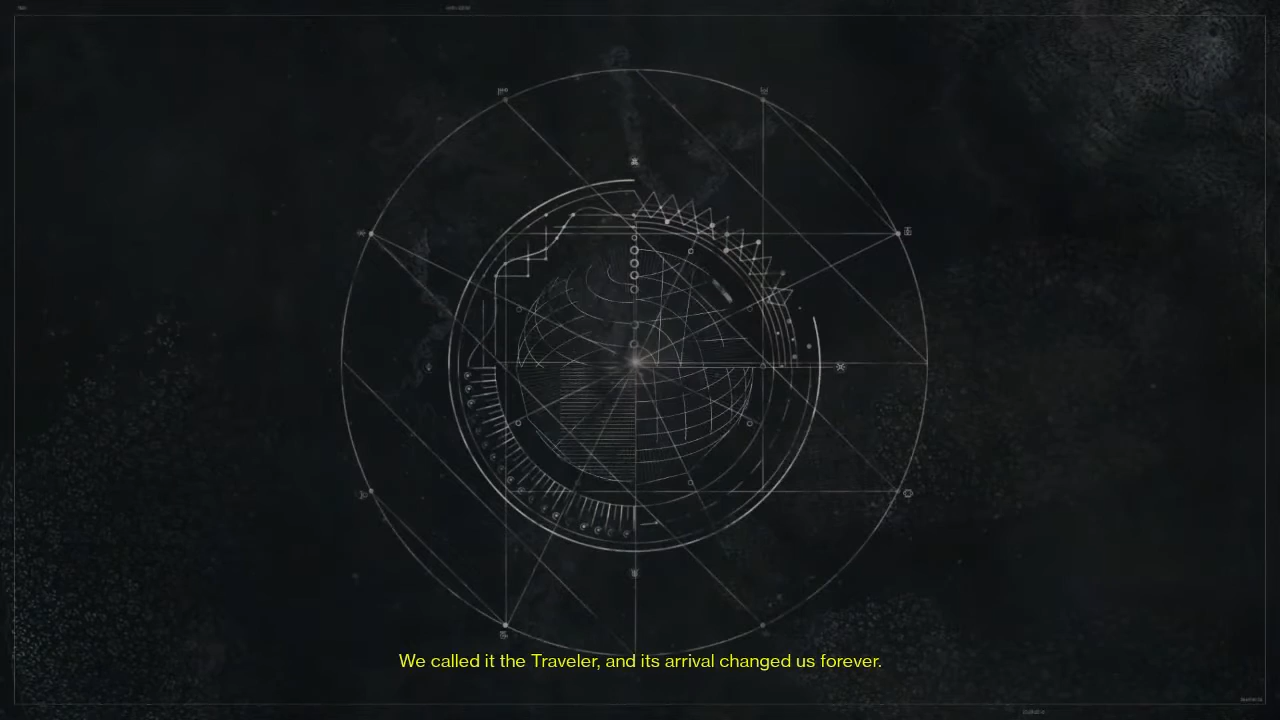 We called it the Traveler, and its arrival changed us forever.